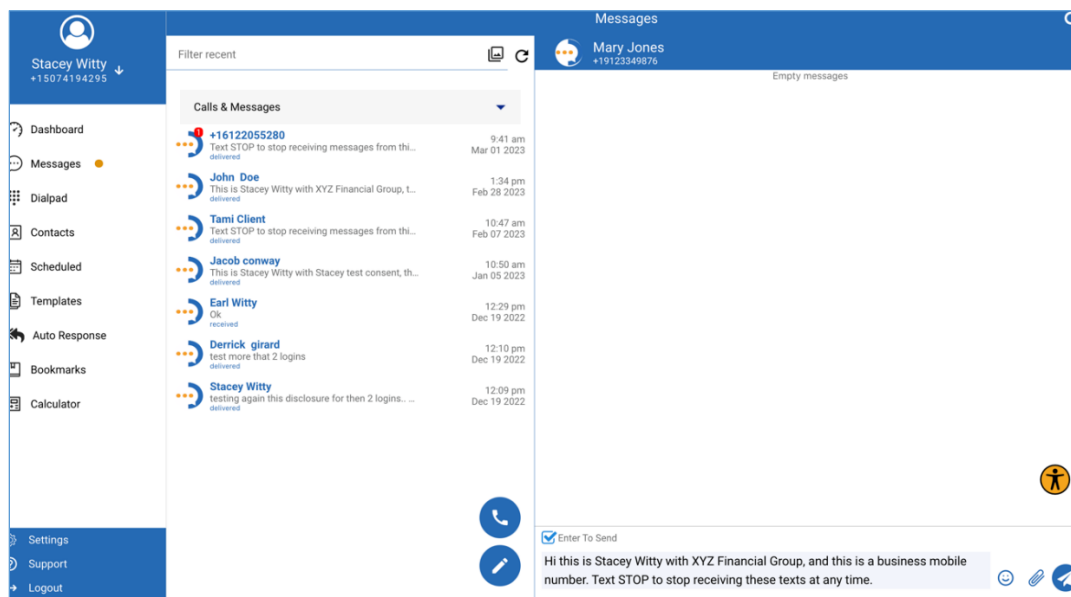 Stacey Witty
+15074194295
Dashboard
Messages
Dialpad
Contacts
Scheduled
Templates
Auto Response
Bookmarks
Calculator
Settings
Support
Logout
Filter recent
Calls & Messages
1
+16122055280
9:41 am
Text STOP to stop receiving messages from thi...
Mar 01 2023
delivered
John Doe
1:34 pm
This is Stacey Witty with XYZ Financial Group, t...
Feb 28 2023
delivered
Tami Client
10:47 am
Text STOP to stop receiving messages from thi...
Feb 07 2023
delivered
Jacob conway
10:50 am
This is Stacey Witty with Stacey test consent, th...
Jan 05 2023
delivered
Earl Witty
12:29 pm
Ok
Dec 19 2022
received
Derrick girard
12:10 pm
test more that 2 logins
Dec 19 2022
delivered
Stacey Witty
12:09 pm
testing again this disclosure for then 2 logins.. ...
Dec 19 2022
delivered
Messages
Mary Jones
+19123349876
Empty messages
Enter To Send
Hi this is Stacey Witty with XYZ Financial Group, and this is a business mobile
number. Text STOP to stop receiving these texts at any time.